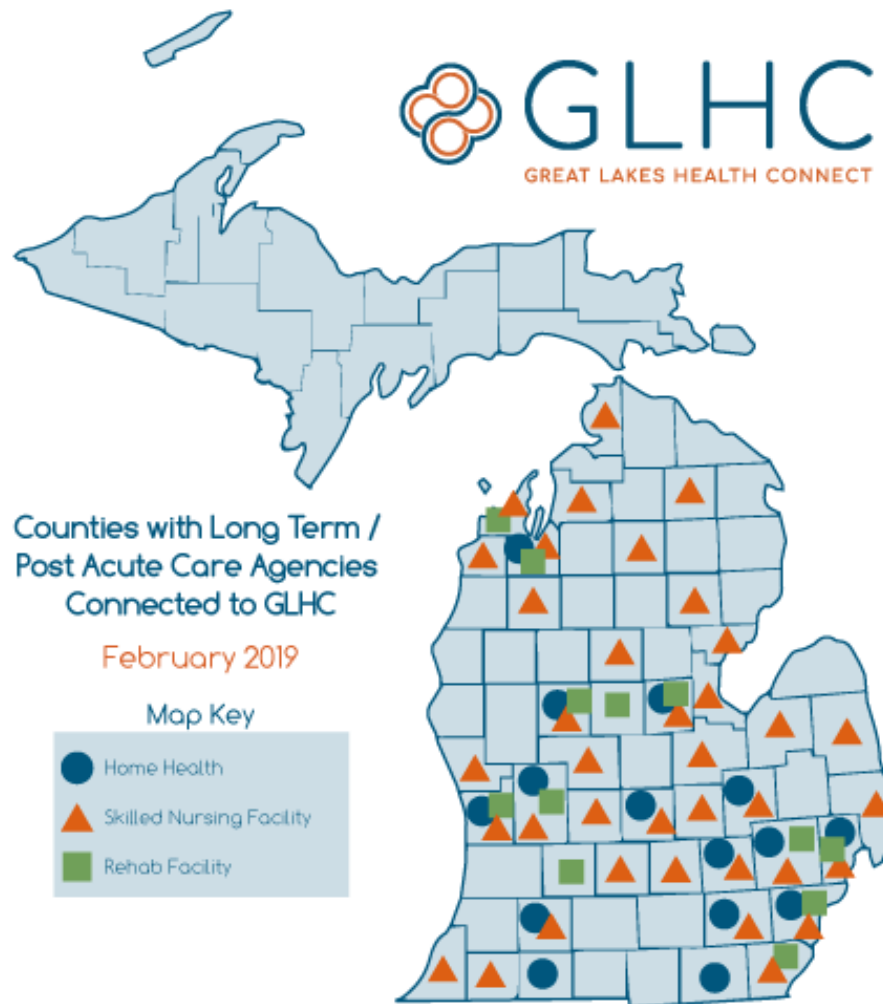 GLHC
GREAT LAKES HEALTH CONNECT
Counties with Long Term /
Post Acute Care Agencies
Connected to GLHC
February 2019
Map Key
Home Health
Skilled Nursing Facility
Rehab Facility